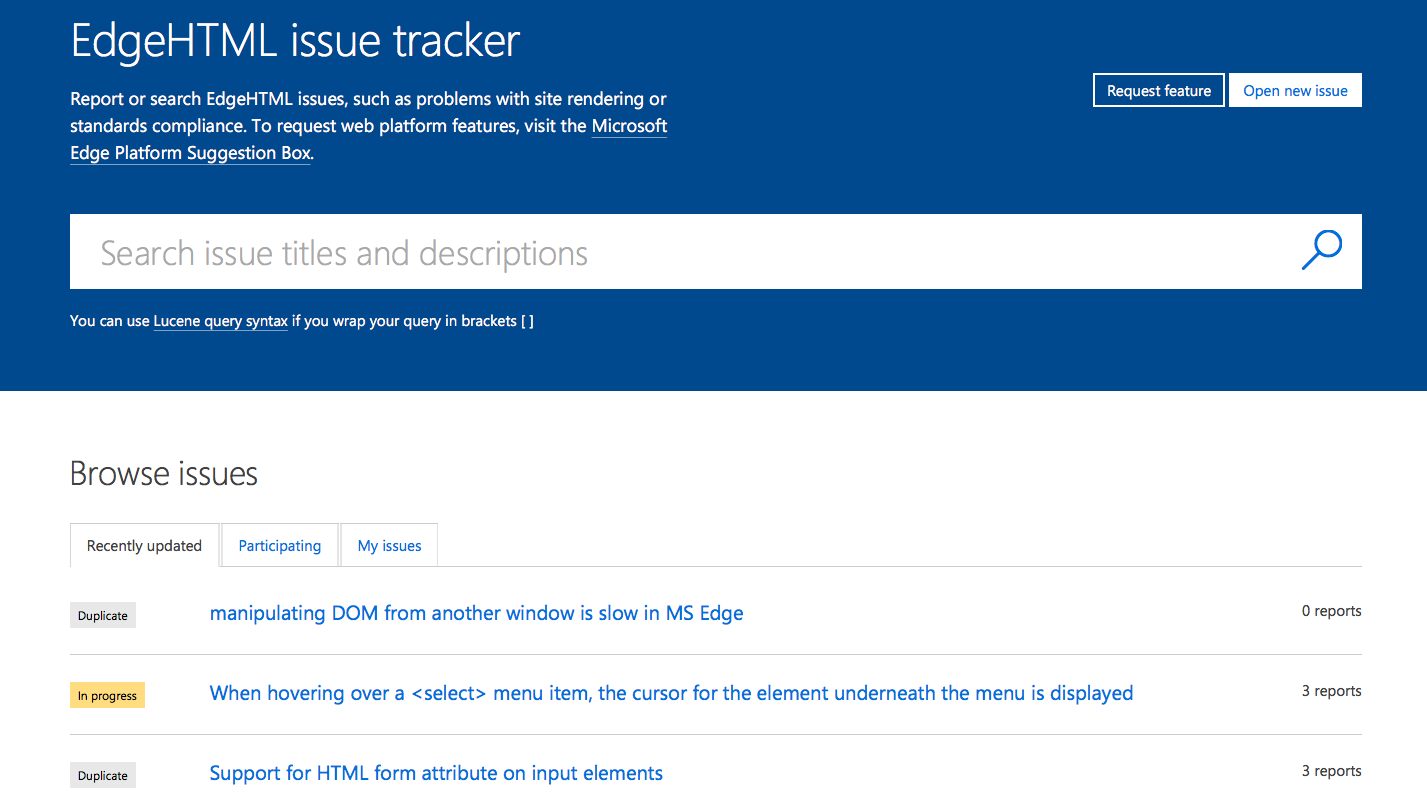 EdgeHTML issue tracker
Report or search EdgeHTML issues, such as problems with site rendering or
standards compliance. To request web platform features, visit the Microsoft
Edge Platform Suggestion Box.
Request feature
Open new issue
Search issue titles and descriptions
You can use Lucene query syntax if you wrap your query in brackets [ ]
Browse issues
Recently updated
Participating
My issues
Duplicate
manipulating DOM from another window is slow in MS Edge
0 reports
In progress
When hovering over a <select> menu item, the cursor for the element underneath the menu is displayed
3 reports
Duplicate
Support for HTML form attribute on input elements
3 reports